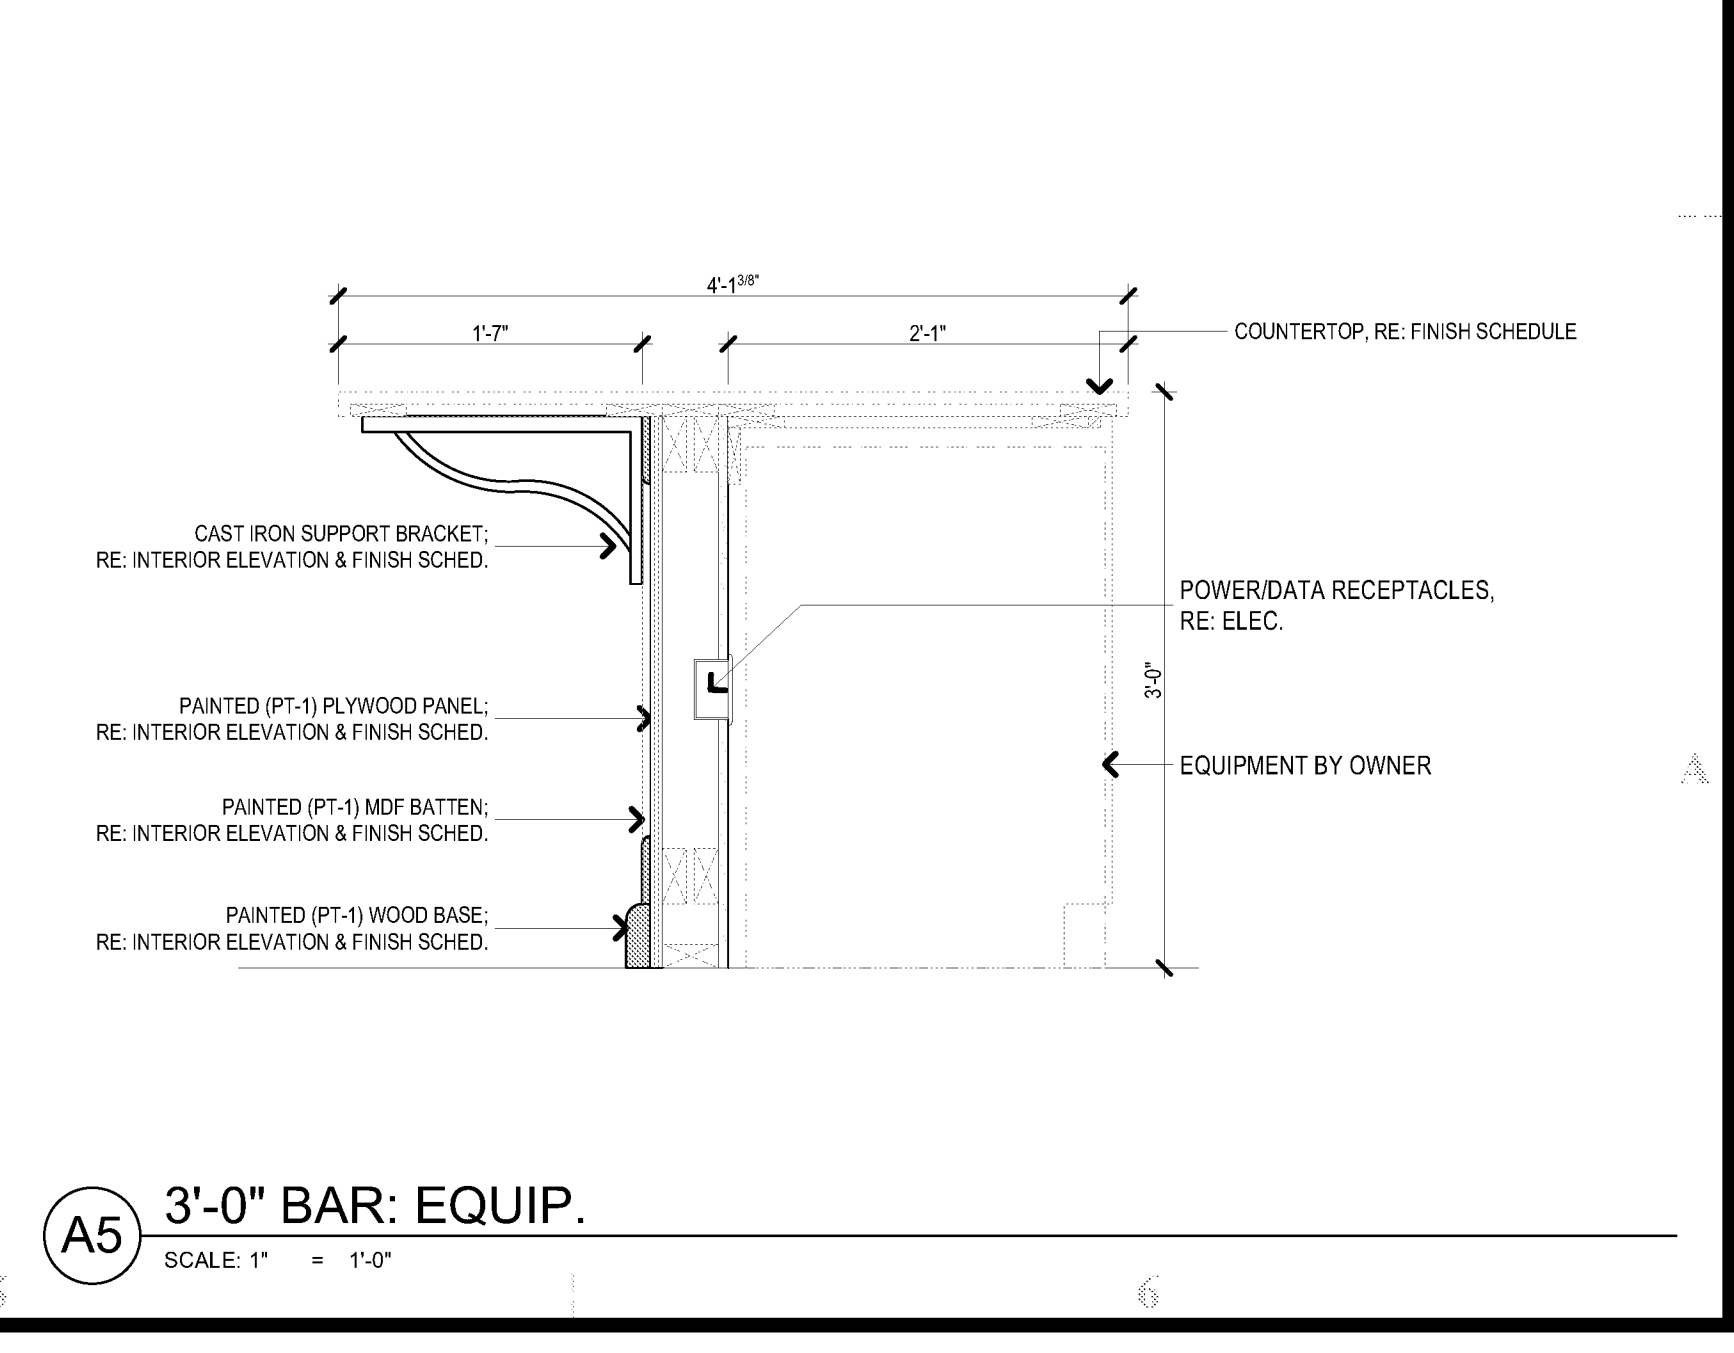 4'-1 3/8"
1'-7"
2'-1"
COUNTERTOP, RE: FINISH SCHEDULE
CAST IRON SUPPORT BRACKET;
RE: INTERIOR ELEVATION & FINISH SCHED.
POWER/DATA RECEPTACLES,
RE: ELEC.
3'-0"
PAINTED (PT-1) PLYWOOD PANEL;
RE: INTERIOR ELEVATION & FINISH SCHED.
EQUIPMENT BY OWNER
A
PAINTED (PT-1) MDF BATTEN;
RE: INTERIOR ELEVATION & FINISH SCHED.
PAINTED (PT-1) WOOD BASE;
RE: INTERIOR ELEVATION & FINISH SCHED.
A5
3'-0" BAR: EQUIP.
SCALE: 1" = 1'-0"
6